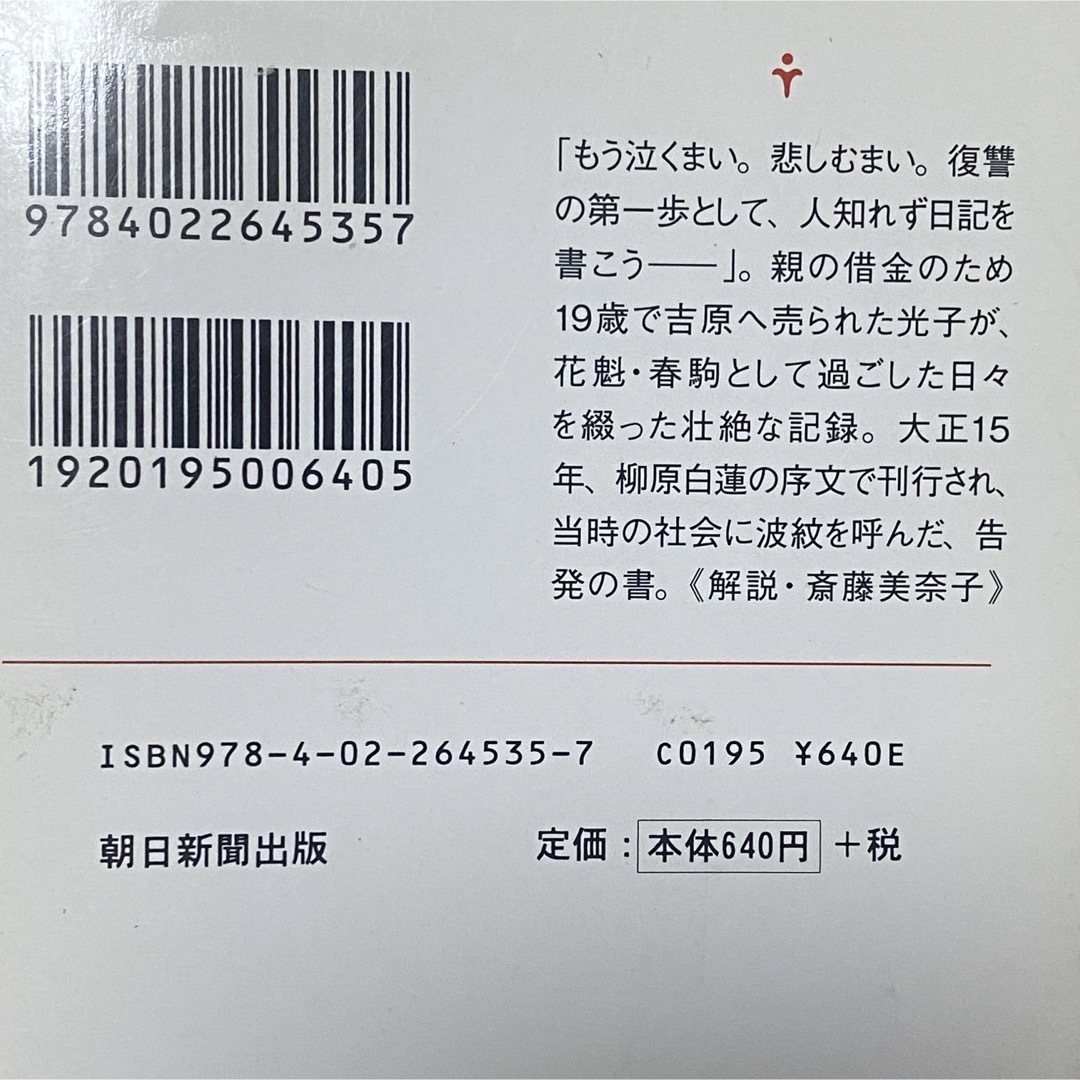 9784022645357
1920195006405
「もう泣くまい。悲しむまい。復讐
の第一歩として、人知れず日記を
書こう――」。親の借金のため
19歳で吉原へ売られた光子が、
花魁・春駒として過ごした日々
を綴った壮絶な記録。大正15
年、柳原白蓮の序文で刊行され、
当時の社会に波紋を呼んだ、告
発の書。《解説・斎藤美奈子》
ISBN978-4-02-264535-7 C0195 ¥640E
朝日新聞出版
定価：本体640円＋税